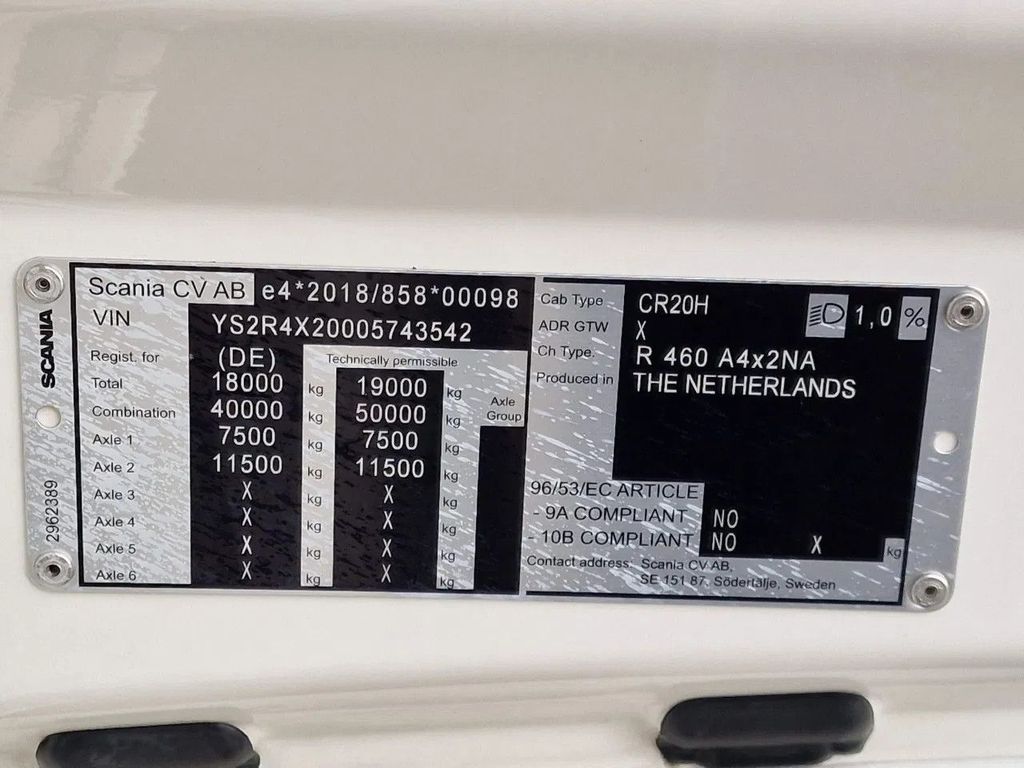 SCANIA
2962389
Scania CV AB e4*2018/858*00098
VIN YS2R4X20005743542
Regist. for (DE) Technically permissible
Total 18000 kg 19000 kg
Combination 40000 kg 50000 kg Axle Group
Axle 1 7500 kg 7500 kg
Axle 2 11500 kg 11500 kg
Axle 3 X kg X kg
Axle 4 X kg X kg
Axle 5 X kg X kg
Axle 6 X kg X kg
Cab Type CR20H 1,0 %
ADR GTW X
Ch Type. R 460 A4x2NA
Produced in THE NETHERLANDS
96/53/EC ARTICLE
- 9A COMPLIANT NO
- 10B COMPLIANT NO X kg
Contact address: Scania CV AB,
SE 151 87, Södertälje, Sweden